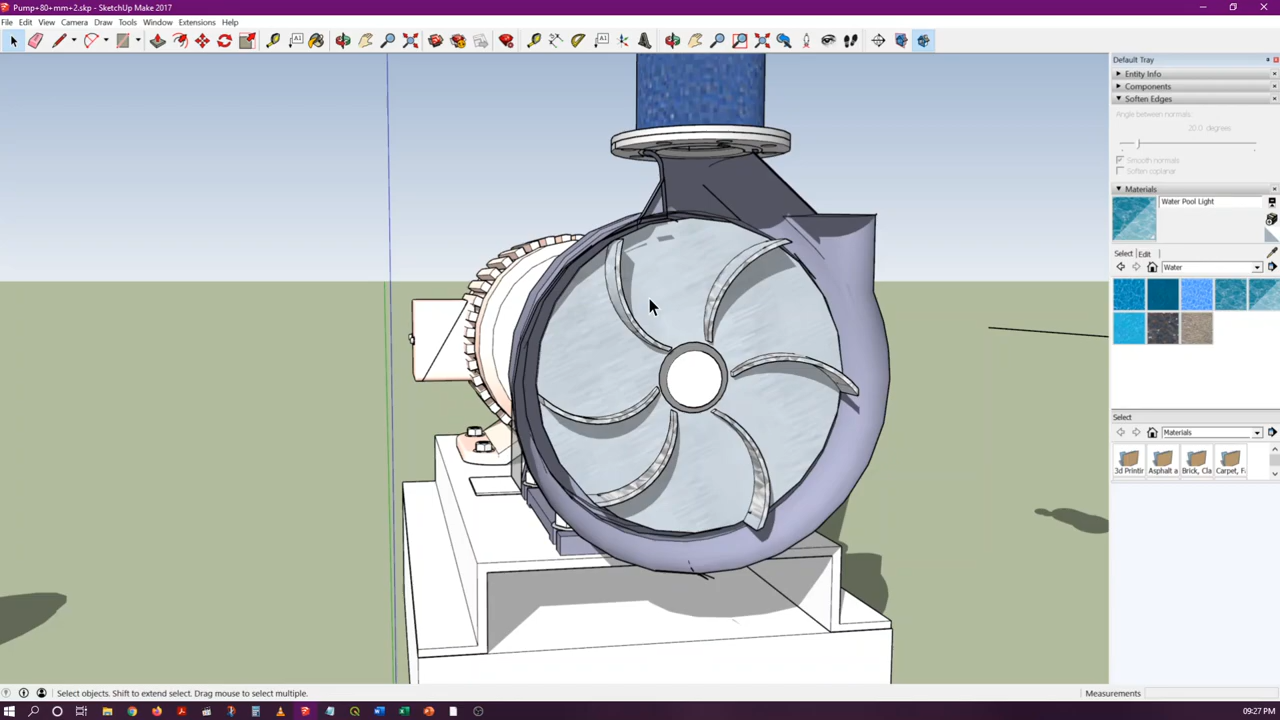 Pump+80+mm+2.skp - SketchUp Make 2017
File Edit View Camera Draw Tools Window Extensions Help
Default Tray
Entity Info
Components
Soften Edges
Angle between normals:
20.0 degrees
Smooth normals
Soften coplanar
Materials
Water Pool Light
Select Edit
Water
Select
Materials
3d Printir Asphalt a Brick, Cla Carpet, F
Select objects. Shift to extend select. Drag mouse to select multiple.
Measurements
09:27 PM